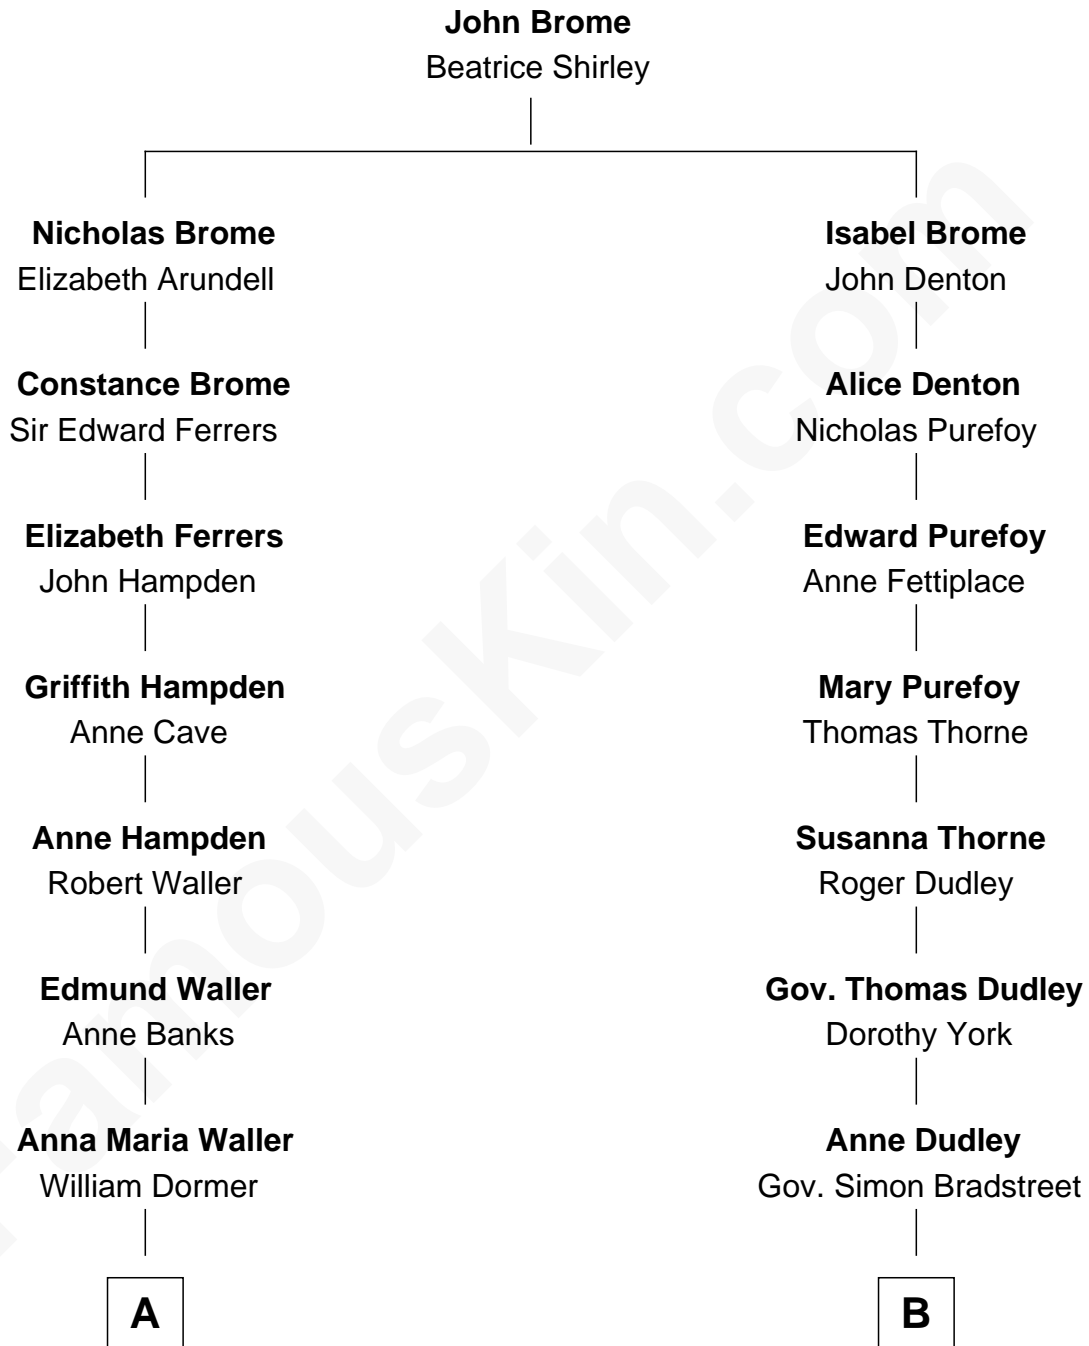 John Brome
Beatrice Shirley
Nicholas Brome
Elizabeth Arundell
Constance Brome
Sir Edward Ferrers
Elizabeth Ferrers
John Hampden
Griffith Hampden
Anne Cave
Anne Hampden
Robert Waller
Edmund Waller
Anne Banks
Anna Maria Waller
William Dormer
A
Isabel Brome
John Denton
Alice Denton
Nicholas Purefoy
Edward Purefoy
Anne Fettiplace
Mary Purefoy
Thomas Thorne
Susanna Thorne
Roger Dudley
Gov. Thomas Dudley
Dorothy York
Anne Dudley
Gov. Simon Bradstreet
B
FamousKin.com